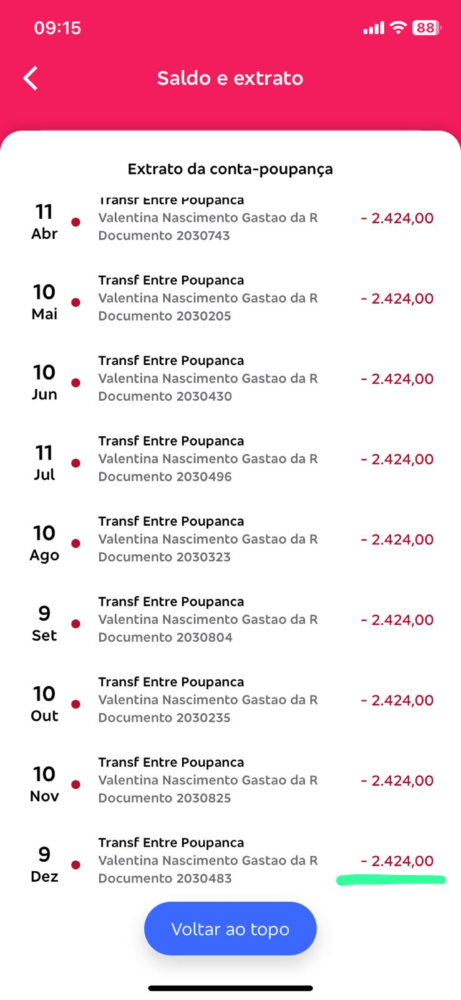 09:15
88
Saldo e extrato
Extrato da conta-poupança
Transf Entre Poupanca
11
Abr
Valentina Nascimento Gastao da R
- 2.424,00
Documento 2030743
Transf Entre Poupanca
10
Mai
Valentina Nascimento Gastao da R
- 2.424,00
Documento 2030205
Transf Entre Poupanca
10
Jun
Valentina Nascimento Gastao da R
- 2.424,00
Documento 2030430
Transf Entre Poupanca
11
Jul
Valentina Nascimento Gastao da R
- 2.424,00
Documento 2030496
Transf Entre Poupanca
10
Ago
Valentina Nascimento Gastao da R
- 2.424,00
Documento 2030323
Transf Entre Poupanca
9
Set
Valentina Nascimento Gastao da R
- 2.424,00
Documento 2030804
Transf Entre Poupanca
10
Out
Valentina Nascimento Gastao da R
- 2.424,00
Documento 2030235
Transf Entre Poupanca
10
Nov
Valentina Nascimento Gastao da R
- 2.424,00
Documento 2030825
Transf Entre Poupanca
9
Dez
Valentina Nascimento Gastao da R
- 2.424,00
Documento 2030483
Voltar ao topo